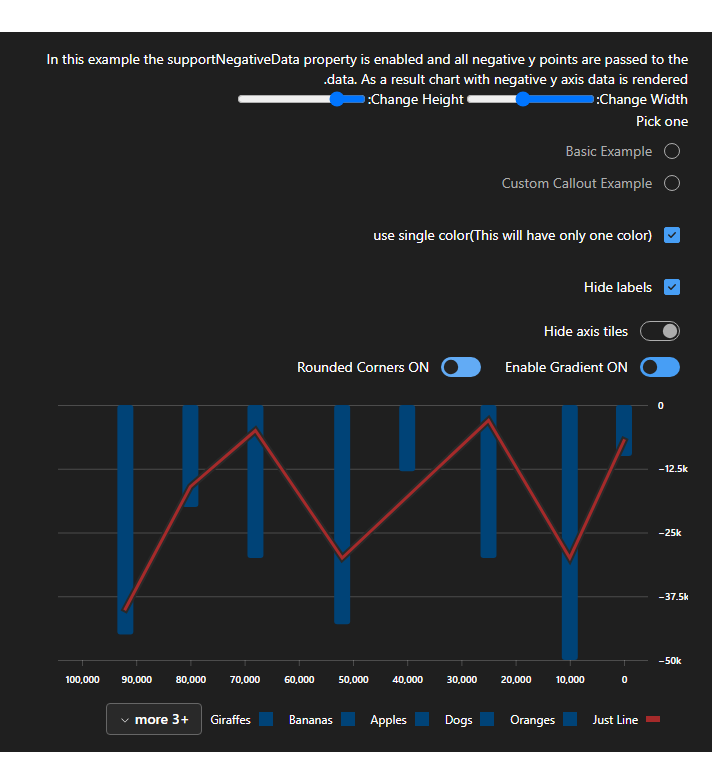 In this example the supportNegativeData property is enabled and all negative y points are passed to the
.data. As a result chart with negative y axis data is rendered
:Change Height :Change Width
Pick one
Basic Example
Custom Callout Example
use single color(This will have only one color)
Hide labels
Hide axis tiles
Rounded Corners ON Enable Gradient ON
0
−12.5k
−25k
−37.5k
−50k
100,000 90,000 80,000 70,000 60,000 50,000 40,000 30,000 20,000 10,000 0
more 3+ Giraffes Bananas Apples Dogs Oranges Just Line